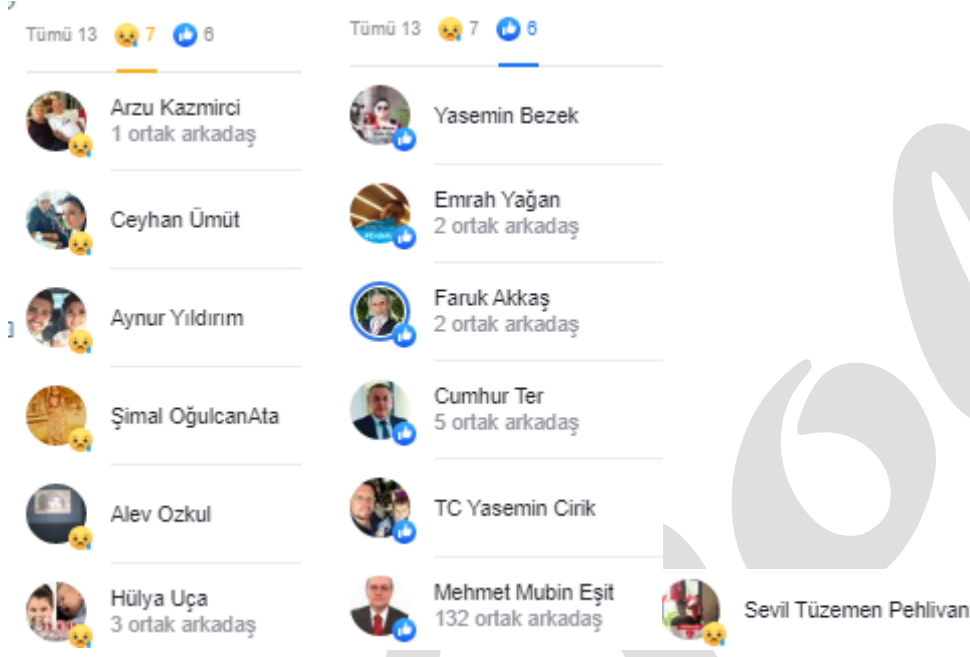 Tümü 13 7 6
Arzu Kazmirci
1 ortak arkadaş
Ceyhan Ümüt
Aynur Yıldırım
Şimal OğulcanAta
Alev Ozkul
Hülya Uça
3 ortak arkadaş
Tümü 13 7 6
Yasemin Bezek
Emrah Yağan
2 ortak arkadaş
Faruk Akkaş
2 ortak arkadaş
Cumhur Ter
5 ortak arkadaş
TC Yasemin Cirik
Mehmet Mubin Eşit
132 ortak arkadaş
Sevil Tüzemen Pehlivan